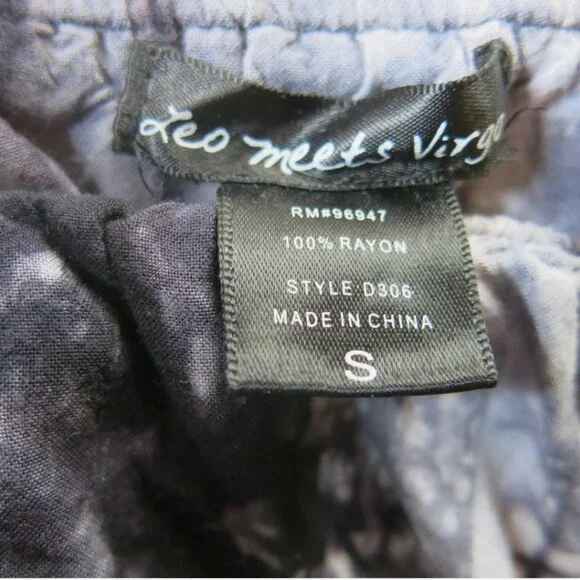 Leo meets Virgo
RM#96947
100% RAYON
STYLE D306
MADE IN CHINA
S